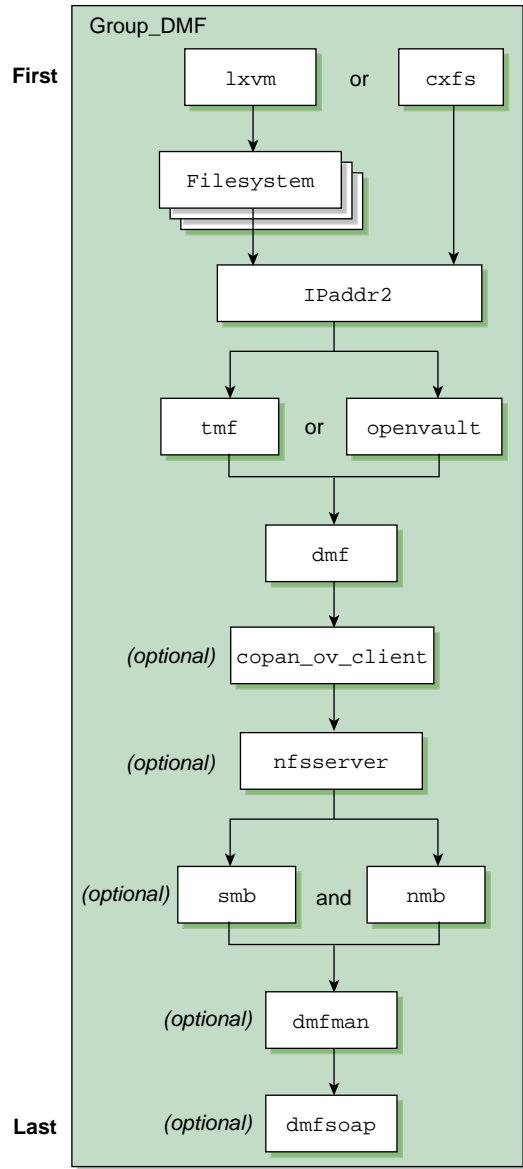 Group_DMF
First
lxvm or cxfs
Filesystem
IPaddr2
tmf or openvault
dmf
(optional) copan_ov_client
(optional) nfsserver
(optional) smb and nmb
(optional) dmfman
Last (optional) dmfsoap